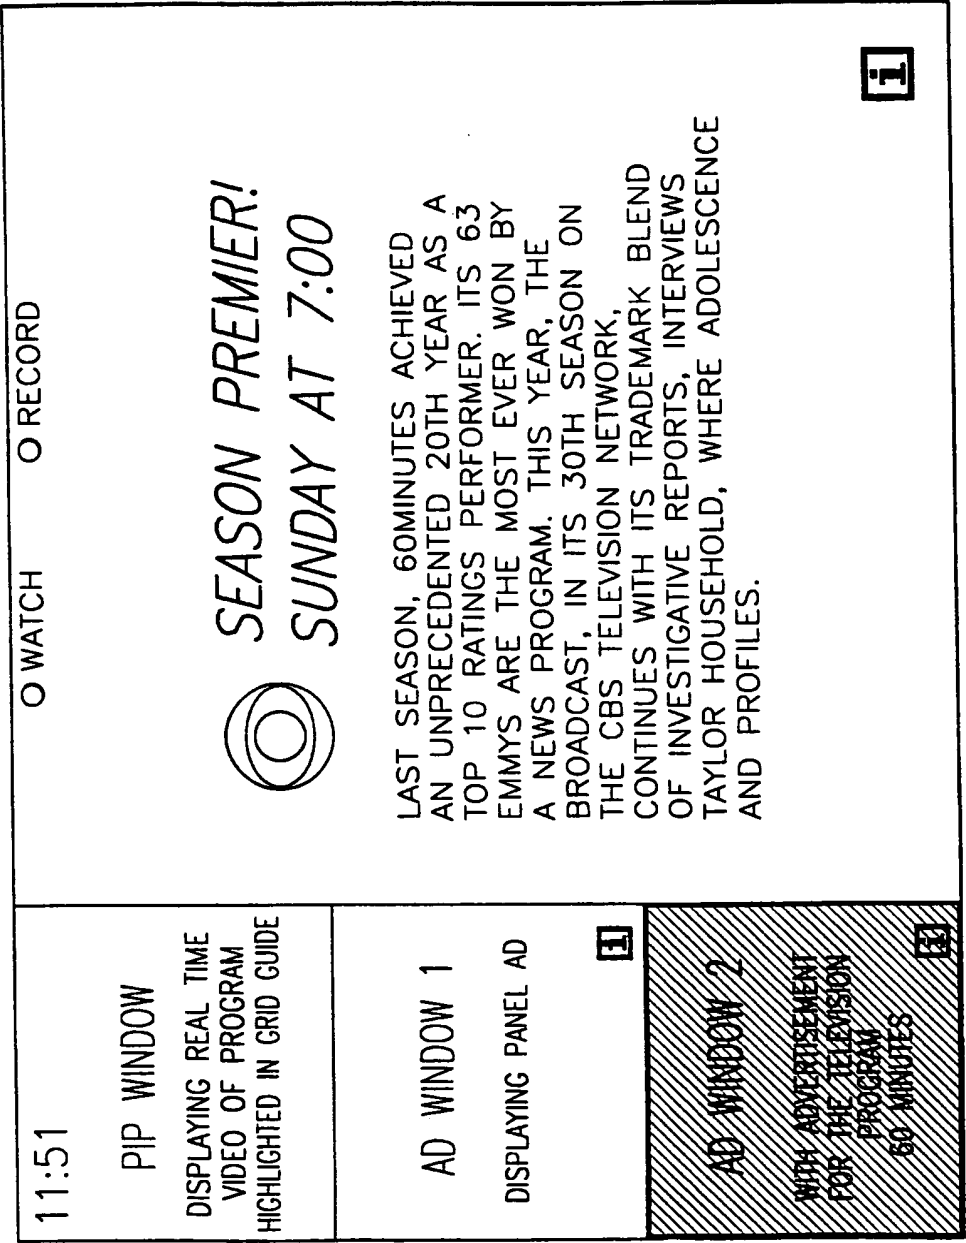 11:51
PIP WINDOW
DISPLAYING REAL TIME
VIDEO OF PROGRAM
HIGHLIGHTED IN GRID GUIDE
AD WINDOW 1
DISPLAYING PANEL AD
i
AD WINDOW 2
WITH ADVERTISEMENT
FOR THE TELEVISION
PROGRAM
60 MINUTES
i
O WATCH O RECORD
SEASON PREMIER!
SUNDAY AT 7:00
LAST SEASON, 60MINUTES ACHIEVED
AN UNPRECEDENTED 20TH YEAR AS A
TOP 10 RATINGS PERFORMER. ITS 63
EMMYS ARE THE MOST EVER WON BY
A NEWS PROGRAM. THIS YEAR, THE
BROADCAST, IN ITS 30TH SEASON ON
THE CBS TELEVISION NETWORK,
CONTINUES WITH ITS TRADEMARK BLEND
OF INVESTIGATIVE REPORTS, INTERVIEWS
TAYLOR HOUSEHOLD, WHERE ADOLESCENCE
AND PROFILES.
i